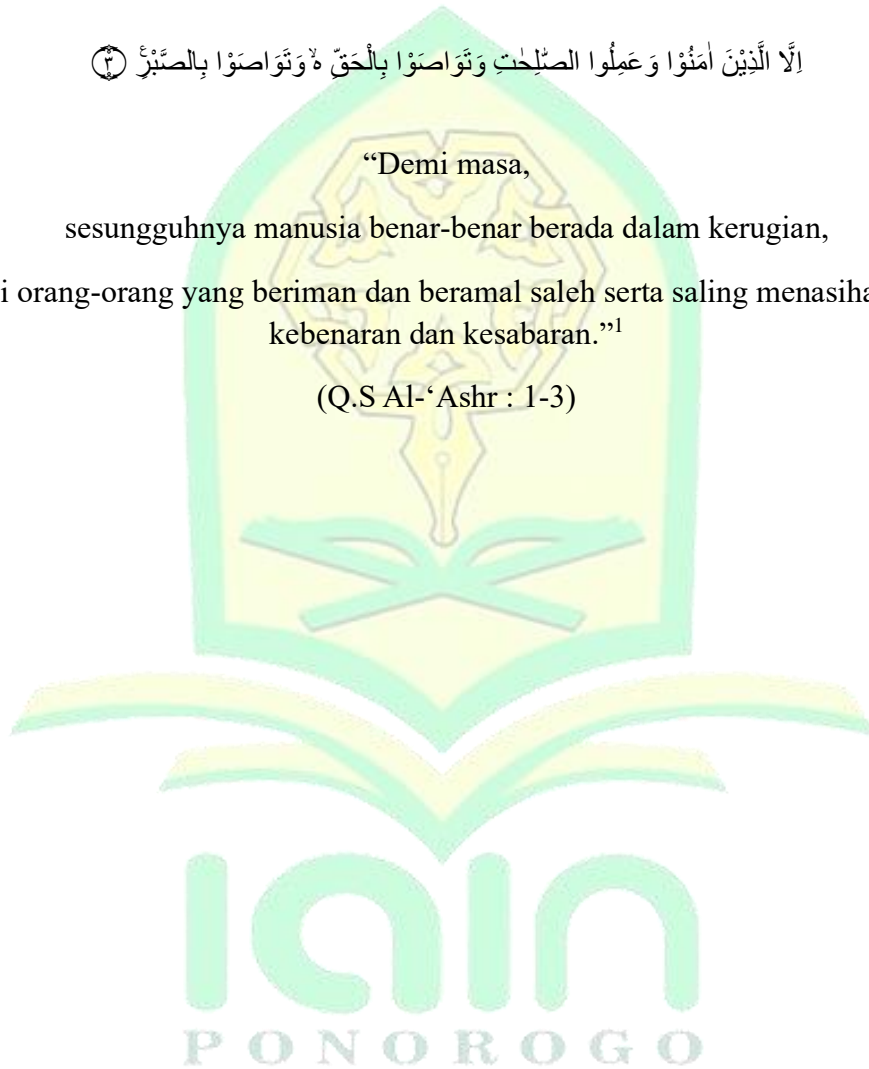 اِلَّا الَّذِيْنَ اٰمَنُوْا وَعَمِلُوا الصّٰلِحٰتِ وَتَوَاصَوْا بِالْحَقِّ ەۙ وَتَوَاصَوْا بِالصَّبْرِࣖ ۝٣
“Demi masa,
sesungguhnya manusia benar-benar berada dalam kerugian,
i orang-orang yang beriman dan beramal saleh serta saling menasiha
kebenaran dan kesabaran.”1
(Q.S Al-‘Ashr : 1-3)
IAIN
PONOROGO